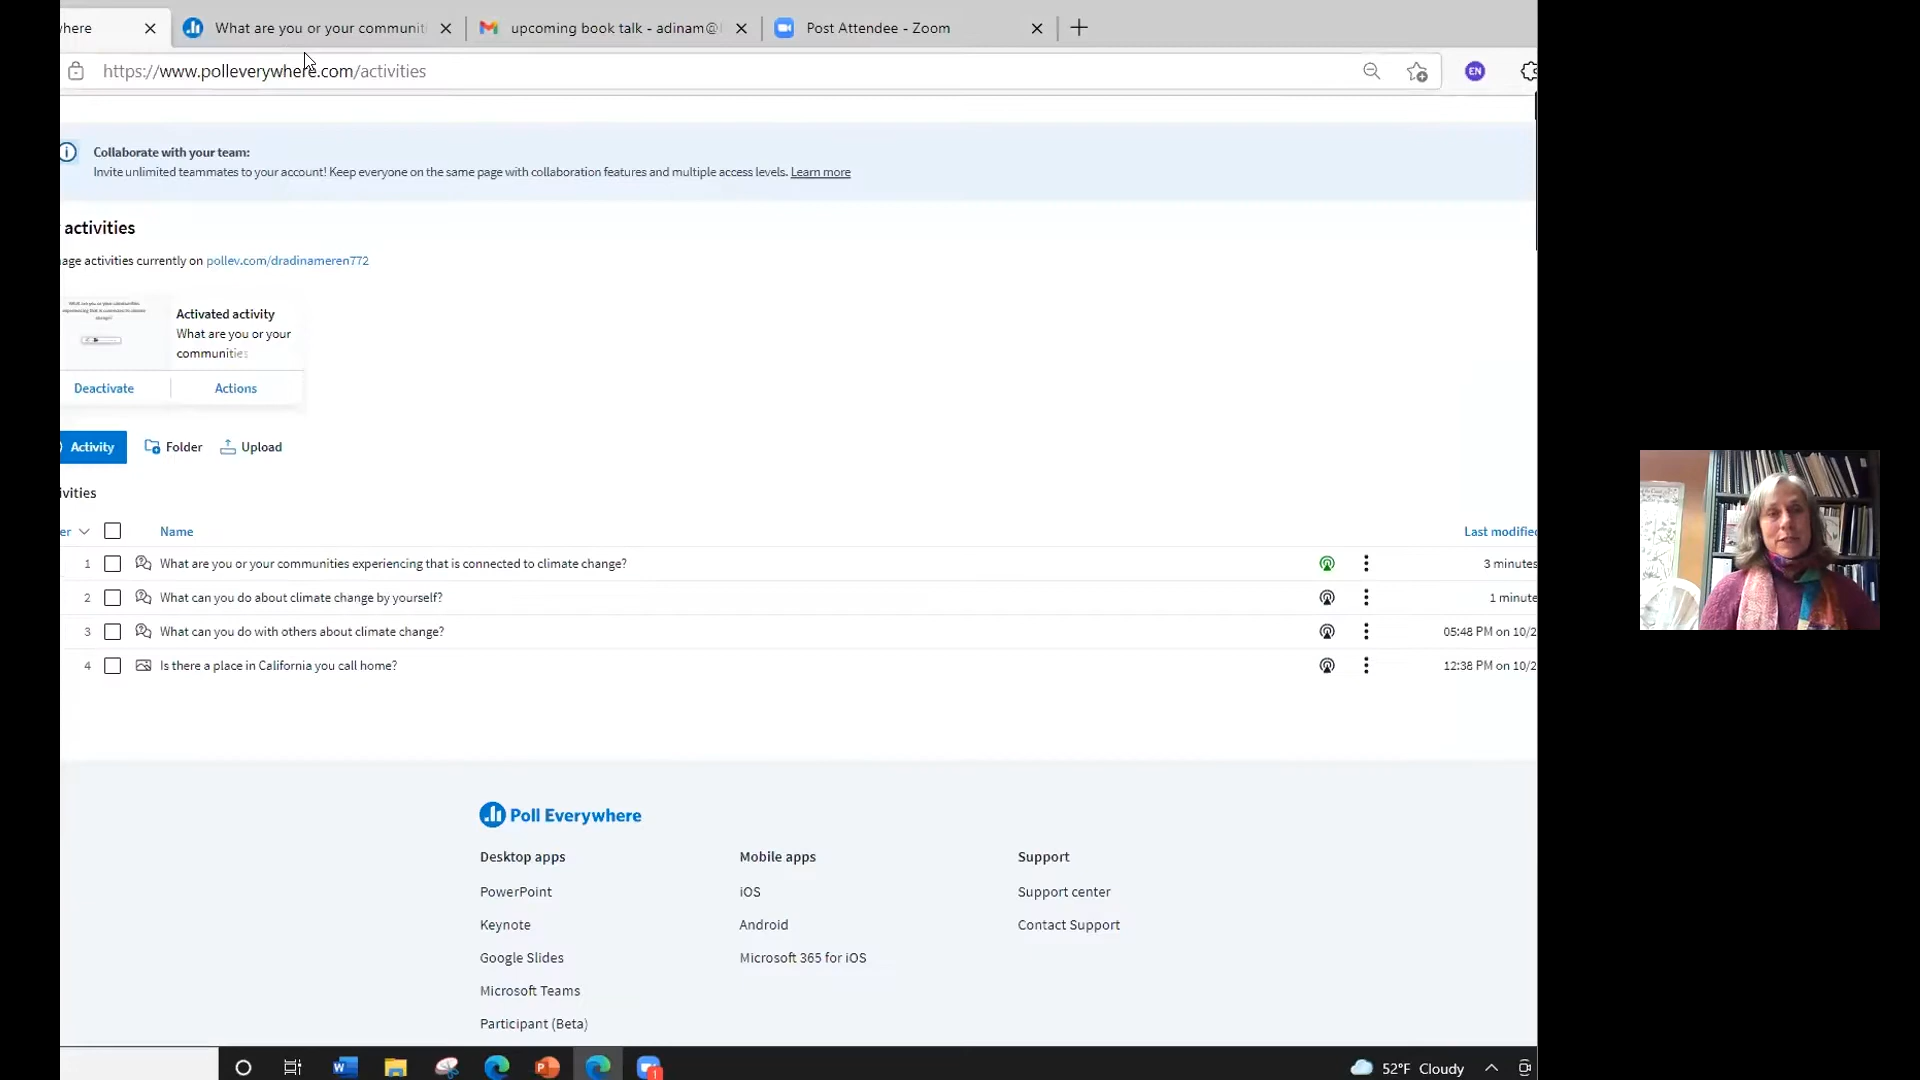 here
What are you or your communit
upcoming book talk - adinam@
Post Attendee - Zoom
https://www.polleverywhere.com/activities
EN
Collaborate with your team:
Invite unlimited teammates to your account! Keep everyone on the same page with collaboration features and multiple access levels. Learn more
activities
age activities currently on pollev.com/dradinameren772
Activated activity
What are you or your
communities
Deactivate
Actions
Activity
Folder
Upload
ivities
er
Name
Last modified
1 What are you or your communities experiencing that is connected to climate change? 3 minutes
2 What can you do about climate change by yourself? 1 minute
3 What can you do with others about climate change? 05:48 PM on 10/2
4 Is there a place in California you call home? 12:38 PM on 10/2
Poll Everywhere
Desktop apps
PowerPoint
Keynote
Google Slides
Microsoft Teams
Participant (Beta)
Mobile apps
iOS
Android
Microsoft 365 for iOS
Support
Support center
Contact Support
52°F Cloudy